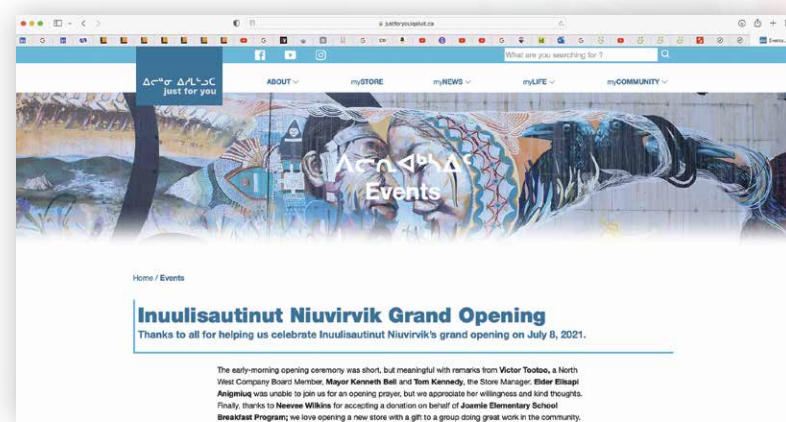 justforyouiqaluit.ca
What are you searching for ?
just for you
ABOUT
mySTORE
myNEWS
myLIFE
myCOMMUNITY
Events
Home / Events
Inuulisautinut Niuvirvik Grand Opening
Thanks to all for helping us celebrate Inuulisautinut Niuvirvik's grand opening on July 8, 2021.
The early-morning opening ceremony was short, but meaningful with remarks from Victor Tootoo, a North
West Company Board Member, Mayor Kenneth Bell and Tom Kennedy, the Store Manager. Elder Elisapi
Anigmiuq was unable to join us for an opening prayer, but we appreciate her willingness and kind thoughts.
Finally, thanks to Neevee Wilkins for accepting a donation on behalf of Joamie Elementary School
Breakfast Program; we love opening a new store with a gift to a group doing great work in the community.